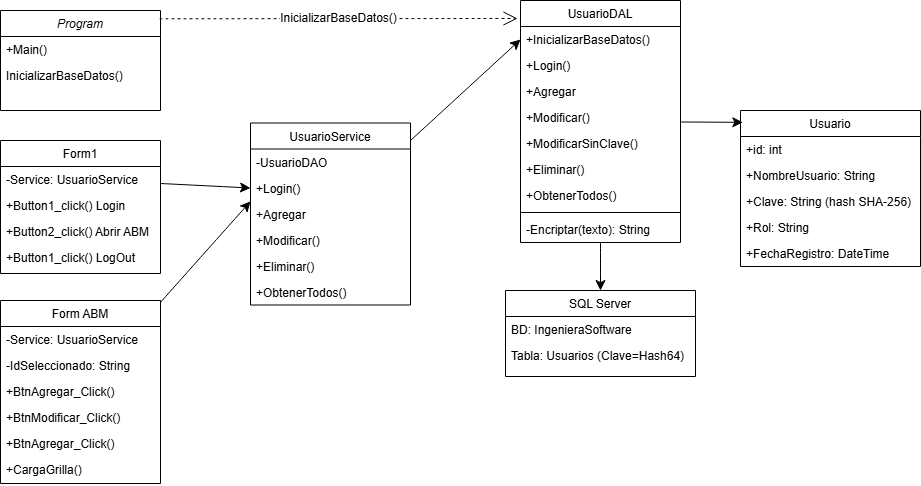 Program
+Main()
InicializarBaseDatos()
InicializarBaseDatos()
UsuarioDAL
+InicializarBaseDatos()
+Login()
+Agregar
+Modificar()
+ModificarSinClave()
+Eliminar()
+ObtenerTodos()
-Encriptar(texto): String
Form1
-Service: UsuarioService
+Button1_click() Login
+Button2_click() Abrir ABM
+Button1_click() LogOut
UsuarioService
-UsuarioDAO
+Login()
+Agregar
+Modificar()
+Eliminar()
+ObtenerTodos()
Usuario
+id: int
+NombreUsuario: String
+Clave: String (hash SHA-256)
+Rol: String
+FechaRegistro: DateTime
Form ABM
-Service: UsuarioService
-IdSeleccionado: String
+BtnAgregar_Click()
+BtnModificar_Click()
+BtnAgregar_Click()
+CargaGrilla()
SQL Server
BD: IngenieraSoftware
Tabla: Usuarios (Clave=Hash64)